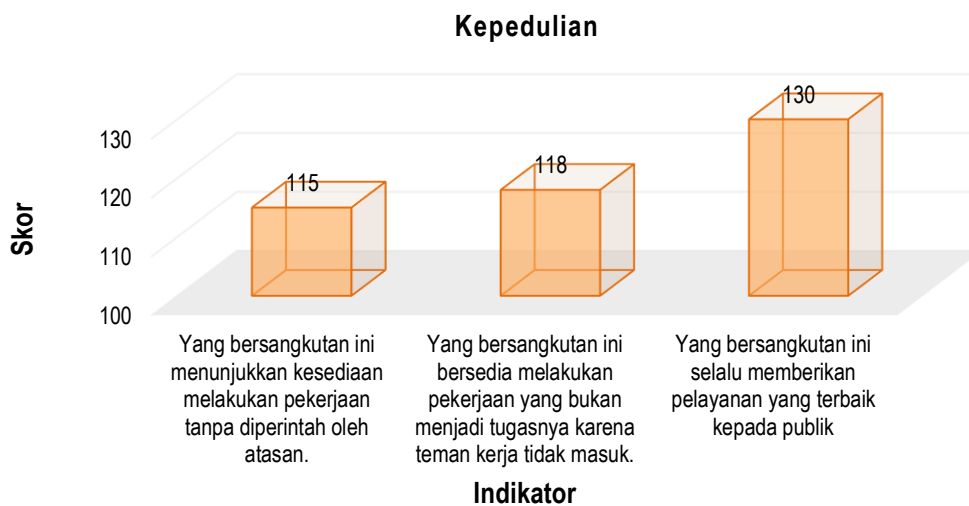 Kepedulian
130
120
110
100
Skor
115
118
130
Yang bersangkutan ini
menunjukkan kesediaan
melakukan pekerjaan
tanpa diperintah oleh
atasan.
Yang bersangkutan ini
bersedia melakukan
pekerjaan yang bukan
menjadi tugasnya karena
teman kerja tidak masuk.
Yang bersangkutan ini
selalu memberikan
pelayanan yang terbaik
kepada publik
Indikator